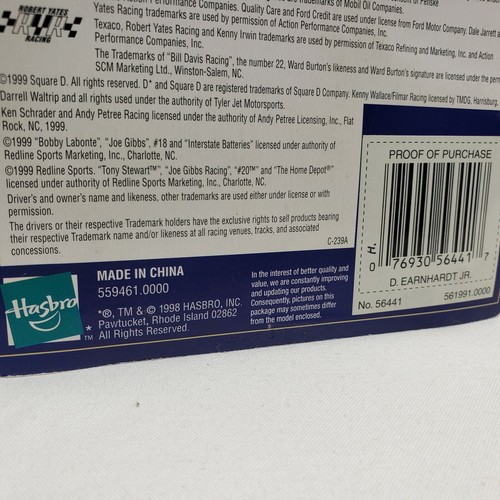 trademarks of Mobil Oil Companies.
Performance Companies. Quality Care and Ford Credit are used under license from Ford Motor Company. Dale Jarrett a
Yates Racing trademarks are used by permission of Action Performance Companies, Inc.
Texaco, Robert Yates Racing and Kenny Irwin trademarks are used by permission of Texaco Refining and Marketing, Inc. and Action
Performance Companies, Inc.
ROBERT YATES
RYR
RACING
The Trademarks of "Bill Davis Racing", the number 22, Ward Burton's likeness and Ward Burton's signature are licensed under the
SCM Marketing Ltd., Winston-Salem, NC.
©1999 Square D. All rights reserved. D* and Square D are registered trademarks of Square D Company. Kenny Wallace/Filmar Racing licensed by TMDG, Harrisburg,
Darrell Waltrip and all rights used under the authority of Tyler Jet Motorsports.
Ken Schrader and Andy Petree Racing licensed under the authority of Andy Petree Licensing, Inc., Flat
Rock, NC, 1999.
©1999 "Bobby Labonte", "Joe Gibbs", #18 and "Interstate Batteries" licensed under authority of
Redline Sports Marketing, Inc., Charlotte, NC.
©1999 Redline Sports. "Tony Stewart™", "Joe Gibbs Racing", "#20™" and "The Home Depot®"
licensed under authority of Redline Sports Marketing, Inc., Charlotte, NC.
Driver's and owner's name and likeness, other trademarks are used either under license or with
permission.
The drivers or their respective Trademark holders have the exclusive rights to sell products bearing
their respective Trademark name and/or likeness at all racing venues, tracks, and associated
concessions.
C-239A
PROOF OF PURCHASE
H.
0 76930 56441 7
D. EARNHARDT JR.
No. 56441
561991.0000
Hasbro
MADE IN CHINA
559461.0000
*®, TM & © 1998 HASBRO, INC.
Pawtucket, Rhode Island 02862
* TM All Rights Reserved.
In the interest of better quality and
value, we are constantly improving
and updating our products.
Consequently, pictures on this
package may sometimes differ
from the model enclosed.